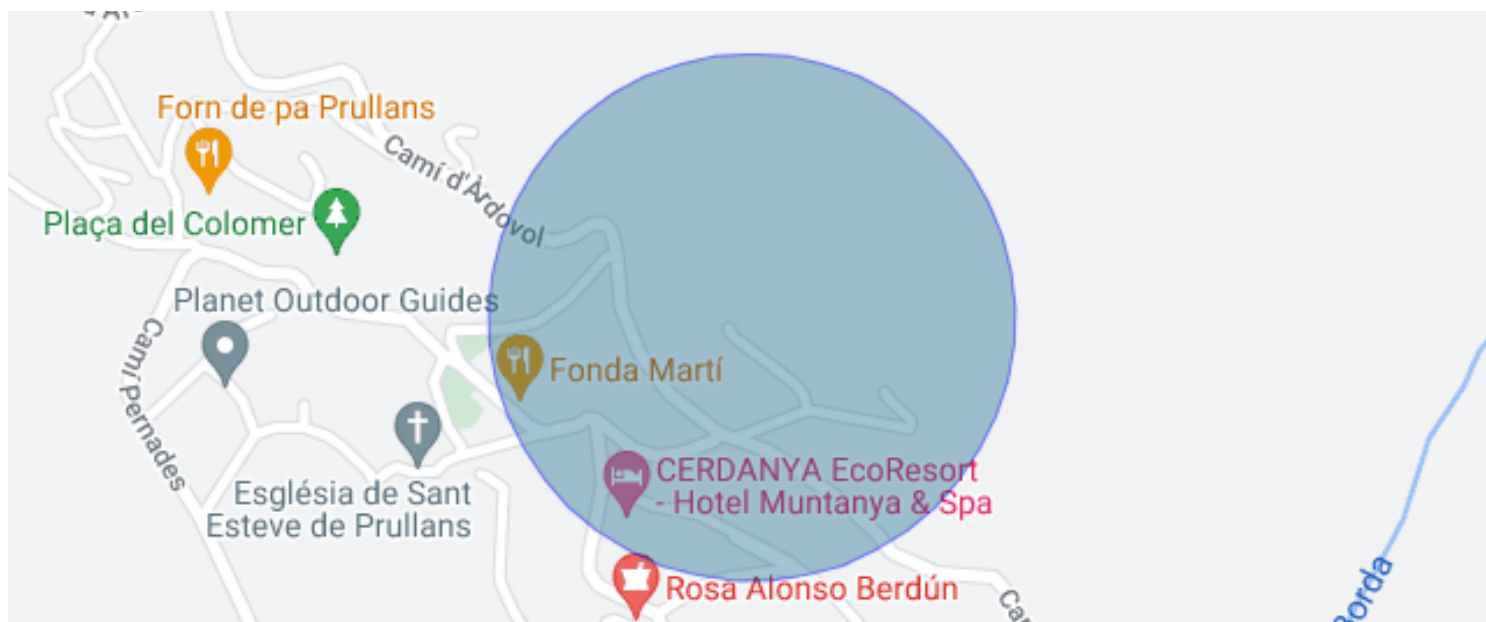 Forn de pa Prullans
Camí d'Àrdovol
Plaça del Colomer
Planet Outdoor Guides
Camí Pernades
Fonda Martí
CERDANYA EcoResort
- Hotel Muntanya & Spa
Església de Sant
Esteve de Prullans
Rosa Alonso Berdún
Borda